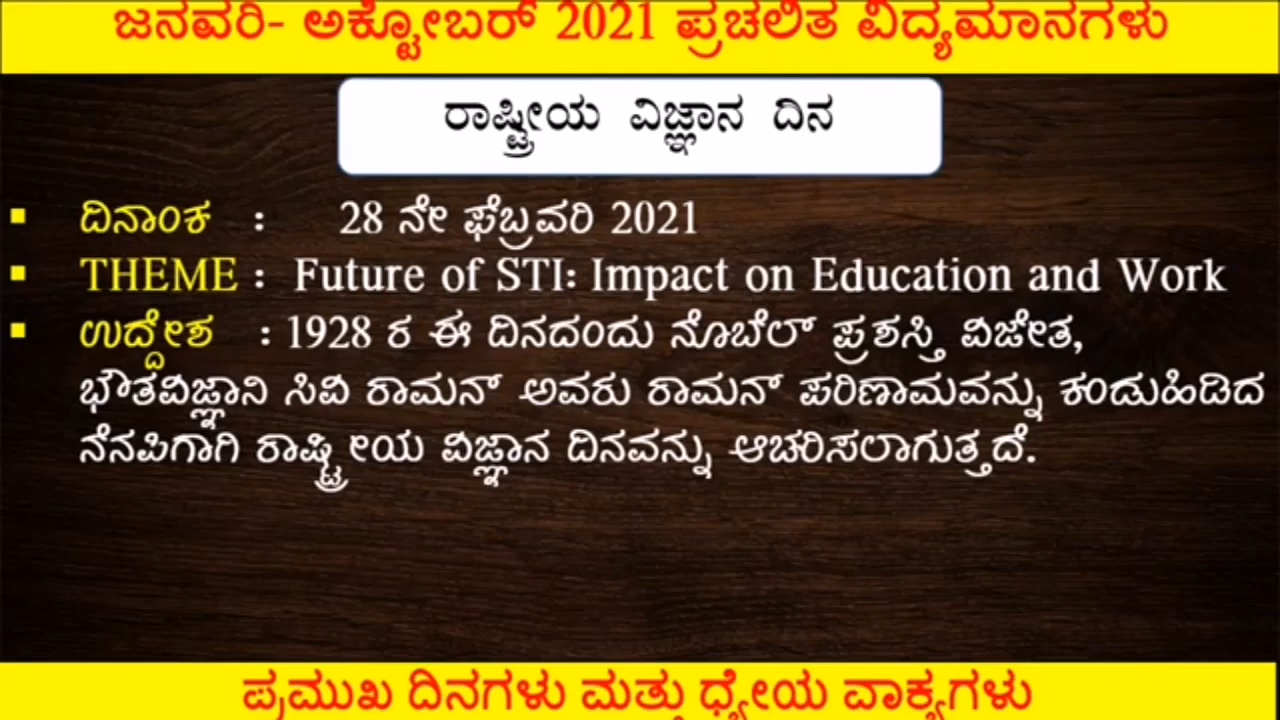 ಜನವರಿ- ಅಕ್ಟೋಬರ್ 2021 ಪ್ರಚಲಿತ ವಿದ್ಯಮಾನಗಳು
ರಾಷ್ಟ್ರೀಯ ವಿಜ್ಞಾನ ದಿನ
▪ ದಿನಾಂಕ : 28 ನೇ ಫೆಬ್ರವರಿ 2021
▪ THEME : Future of STI: Impact on Education and Work
▪ ಉದ್ದೇಶ : 1928 ರ ಈ ದಿನದಂದು ನೊಬೆಲ್ ಪ್ರಶಸ್ತಿ ವಿಜೇತ,
ಭೌತವಿಜ್ಞಾನಿ ಸಿವಿ ರಾಮನ್ ಅವರು ರಾಮನ್ ಪರಿಣಾಮವನ್ನು ಕಂಡುಹಿಡಿದ
ನೆನಪಿಗಾಗಿ ರಾಷ್ಟ್ರೀಯ ವಿಜ್ಞಾನ ದಿನವನ್ನು ಆಚರಿಸಲಾಗುತ್ತದೆ.
ಪ್ರಮುಖ ದಿನಗಳು ಮತ್ತು ಧ್ಯೇಯ ವಾಕ್ಯಗಳು